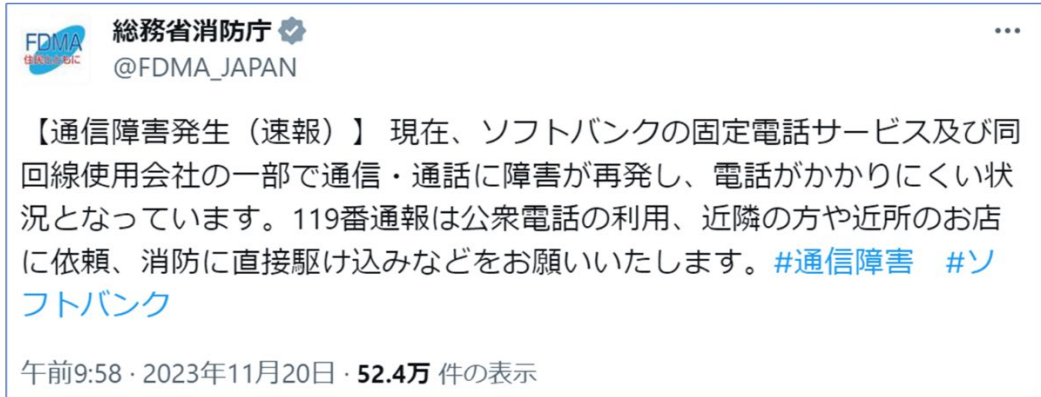 FDMA
住民とともに
総務省消防庁
@FDMA_JAPAN
【通信障害発生（速報）】 現在、ソフトバンクの固定電話サービス及び同
回線使用会社の一部で通信・通話に障害が再発し、電話がかかりにくい状
況となっています。119番通報は公衆電話の利用、近隣の方や近所のお店
に依頼、消防に直接駆け込みなどをお願いいたします。#通信障害　#ソ
フトバンク
午前9:58 · 2023年11月20日 · 52.4万 件の表示